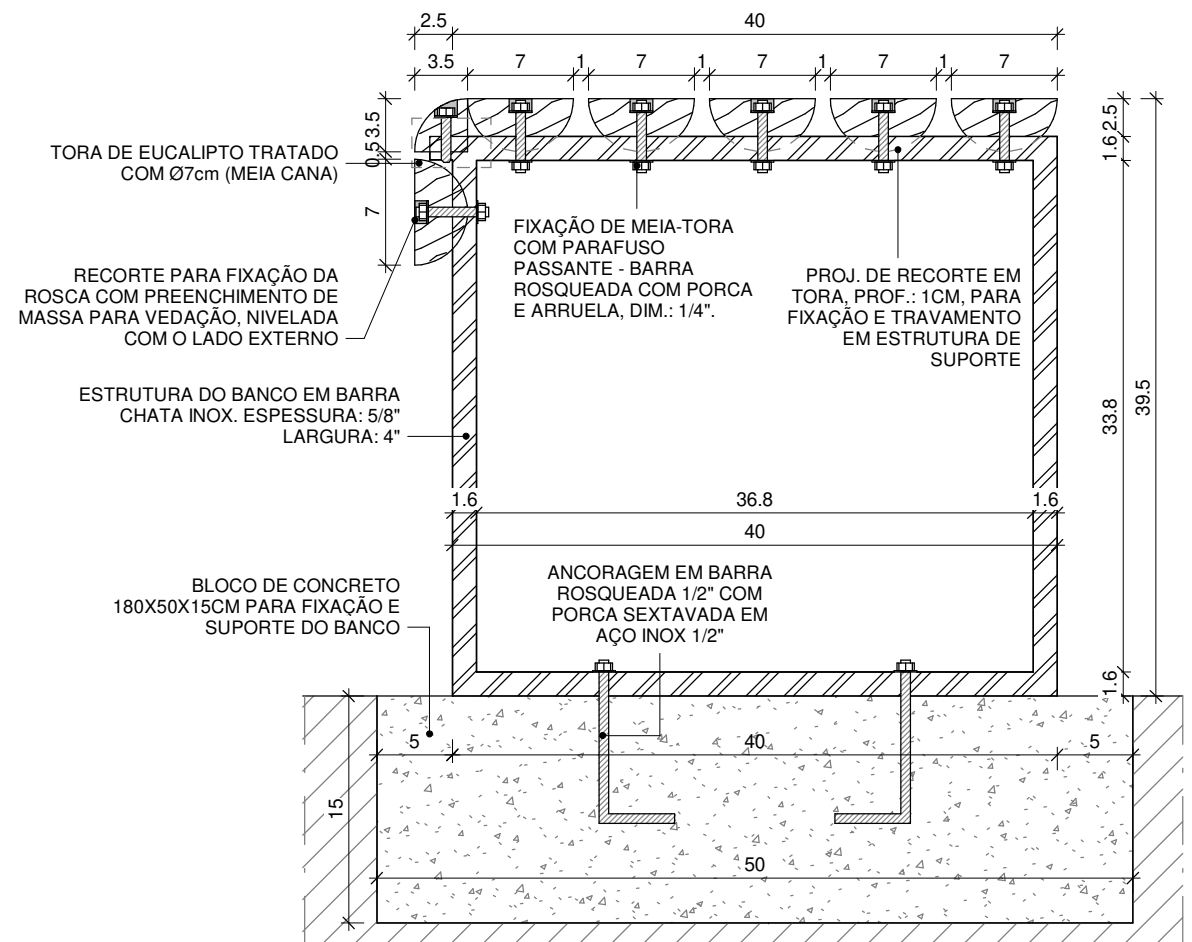 2.5
40
3.5
7
1
7
1
7
1
7
1
7
3.5
0.5
7
2.5
1.6
33.8
39.5
1.6
TORA DE EUCALIPTO TRATADO
COM Ø7cm (MEIA CANA)
RECORTE PARA FIXAÇÃO DA
ROSCA COM PREENCHIMENTO DE
MASSA PARA VEDAÇÃO, NIVELADA
COM O LADO EXTERNO
FIXAÇÃO DE MEIA-TORA
COM PARAFUSO
PASSANTE - BARRA
ROSQUEADA COM PORCA
E ARRUELA, DIM.: 1/4".
PROJ. DE RECORTE EM
TORA, PROF.: 1CM, PARA
FIXAÇÃO E TRAVAMENTO
EM ESTRUTURA DE
SUPORTE
ESTRUTURA DO BANCO EM BARRA
CHATA INOX. ESPESSURA: 5/8"
LARGURA: 4"
1.6
36.8
1.6
40
BLOCO DE CONCRETO
180X50X15CM PARA FIXAÇÃO E
SUPORTE DO BANCO
ANCORAGEM EM BARRA
ROSQUEADA 1/2" COM
PORCA SEXTAVADA EM
AÇO INOX 1/2"
5
40
5
15
50